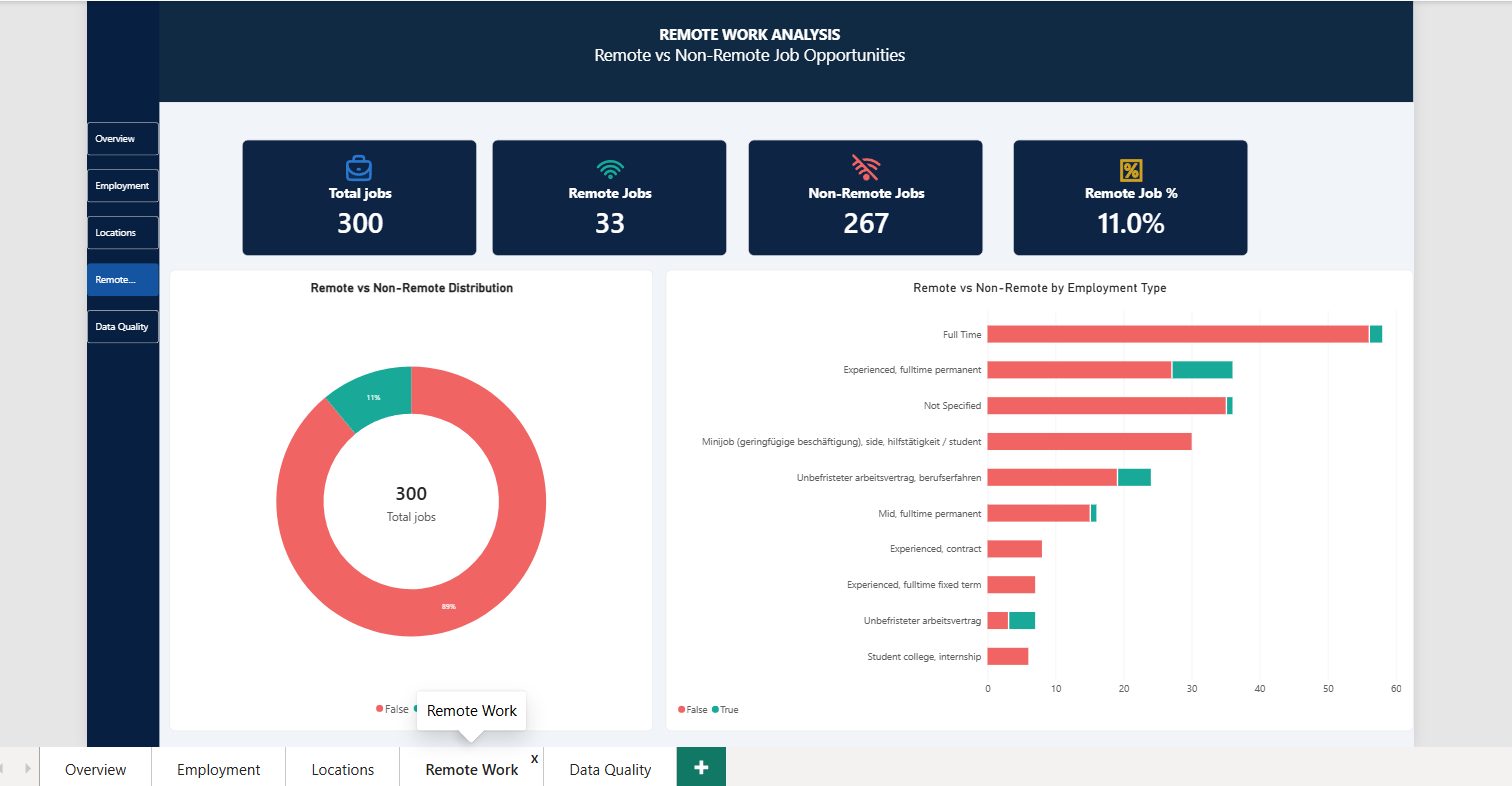 REMOTE WORK ANALYSIS
Remote vs Non-Remote Job Opportunities
Overview
Employment
Locations
Remote...
Data Quality
Total jobs
300
Remote Jobs
33
Non-Remote Jobs
267
Remote Job %
11.0%
Remote vs Non-Remote Distribution
11%
300
Total jobs
89%
False
Remote vs Non-Remote by Employment Type
Full Time
Experienced, fulltime permanent
Not Specified
Minijob (geringfügige beschäftigung), side, hilfstätigkeit / student
Unbefristeter arbeitsvertrag, berufserfahren
Mid, fulltime permanent
Experienced, contract
Experienced, fulltime fixed term
Unbefristeter arbeitsvertrag
Student college, internship
0 10 20 30 40 50 60
False True
Remote Work
Overview Employment Locations Remote Work x Data Quality +